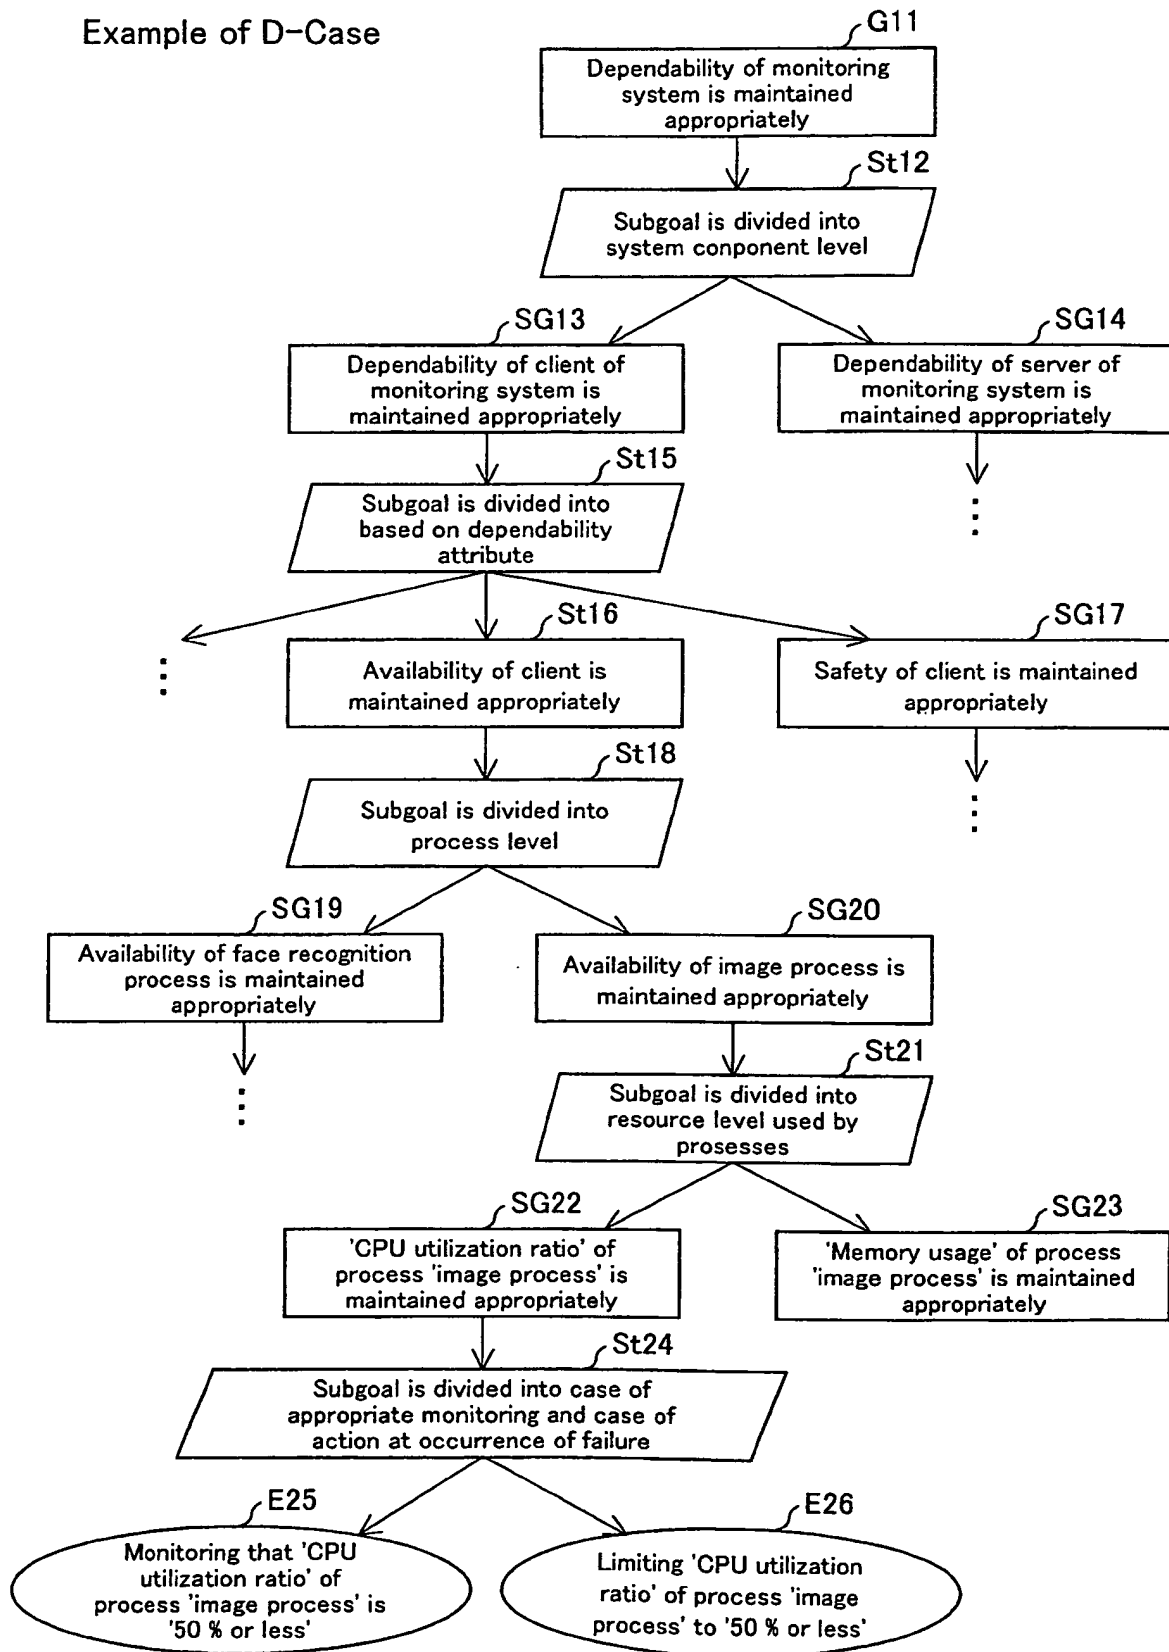 Example of D-Case
G11
Dependability of monitoring
system is maintained
appropriately
St12
Subgoal is divided into
system conponent level
SG13
Dependability of client of
monitoring system is
maintained appropriately
SG14
Dependability of server of
monitoring system is
maintained appropriately
St15
Subgoal is divided into
based on dependability
attribute
St16
Availability of client is
maintained appropriately
SG17
Safety of client is maintained
appropriately
St18
Subgoal is divided into
process level
SG19
Availability of face recognition
process is maintained
appropriately
SG20
Availability of image process is
maintained appropriately
St21
Subgoal is divided into
resource level used by
prosesses
SG22
'CPU utilization ratio' of
process 'image process' is
maintained appropriately
SG23
'Memory usage' of process
'image process' is maintained
appropriately
St24
Subgoal is divided into case of
appropriate monitoring and case of
action at occurrence of failure
E25
Monitoring that 'CPU
utilization ratio' of
process 'image process' is
'50 % or less'
E26
Limiting 'CPU utilization
ratio' of process 'image
process' to '50 % or less'